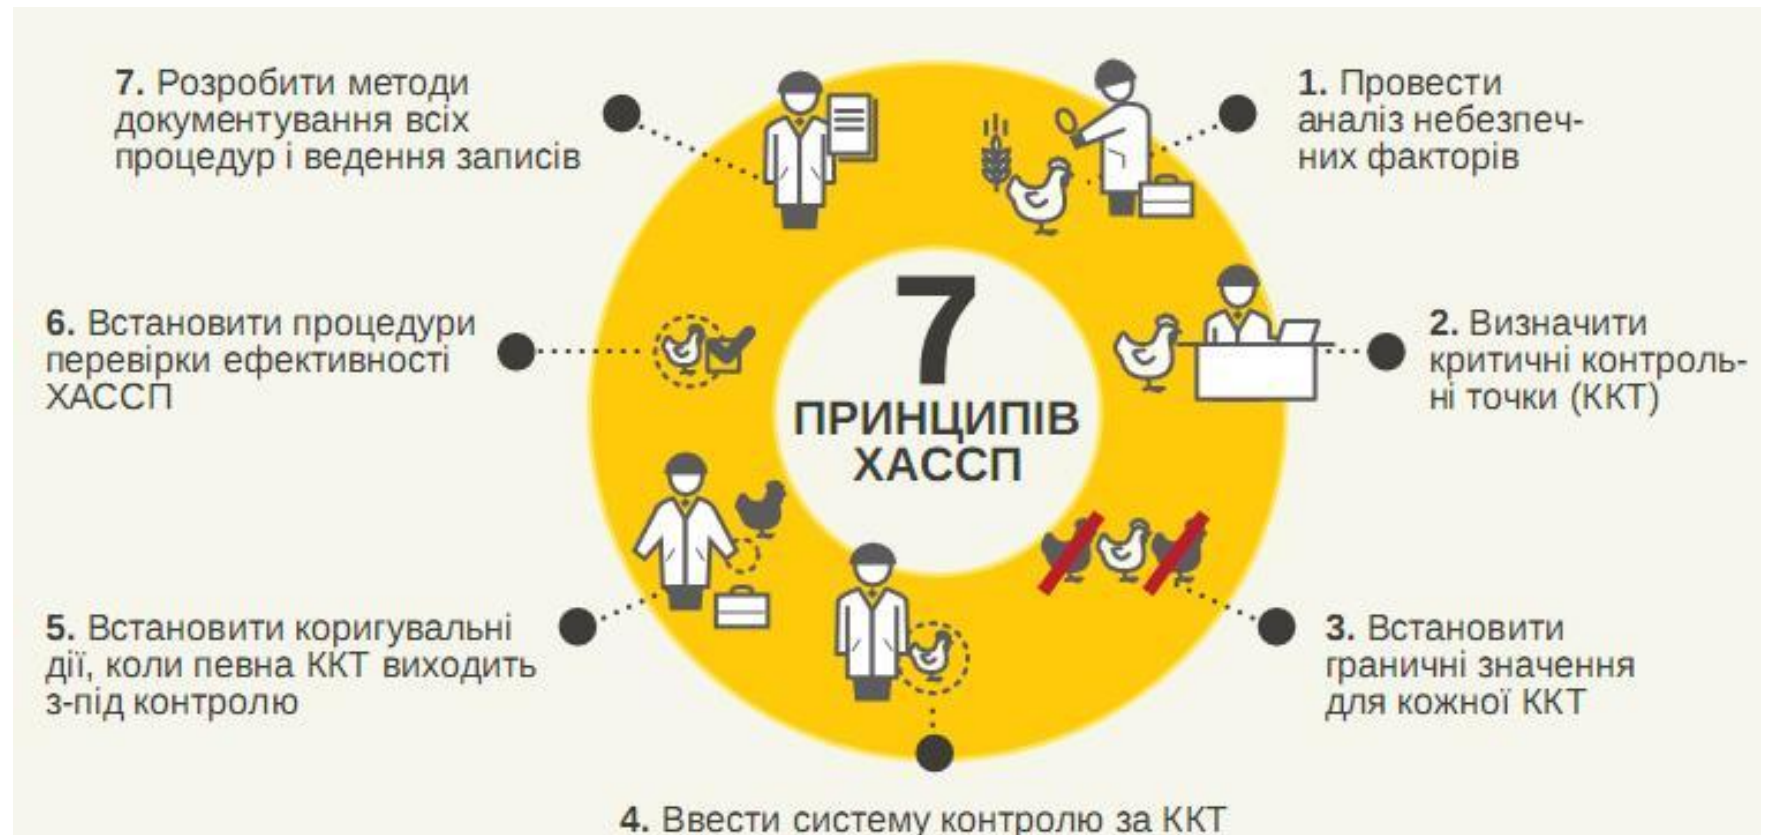 7
ПРИНЦИПІВ
ХАССП
1. Провести
аналіз небезпеч-
них факторів
2. Визначити
критичні контроль-
ні точки (ККТ)
3. Встановити
граничні значення
для кожної ККТ
4. Ввести систему контролю за ККТ
5. Встановити коригувальні
дії, коли певна ККТ виходить
з-під контролю
6. Встановити процедури
перевірки ефективності
ХАССП
7. Розробити методи
документування всіх
процедур і ведення записів